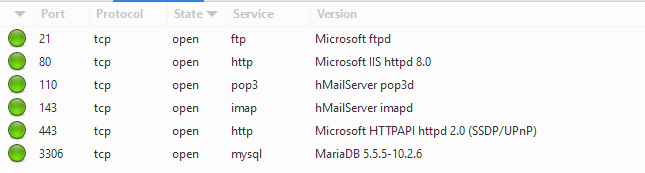 Port Protocol State Service Version
21 tcp open ftp Microsoft ftpd
80 tcp open http Microsoft IIS httpd 8.0
110 tcp open pop3 hMailServer pop3d
143 tcp open imap hMailServer imapd
443 tcp open http Microsoft HTTPAPI httpd 2.0 (SSDP/UPnP)
3306 tcp open mysql MariaDB 5.5.5-10.2.6